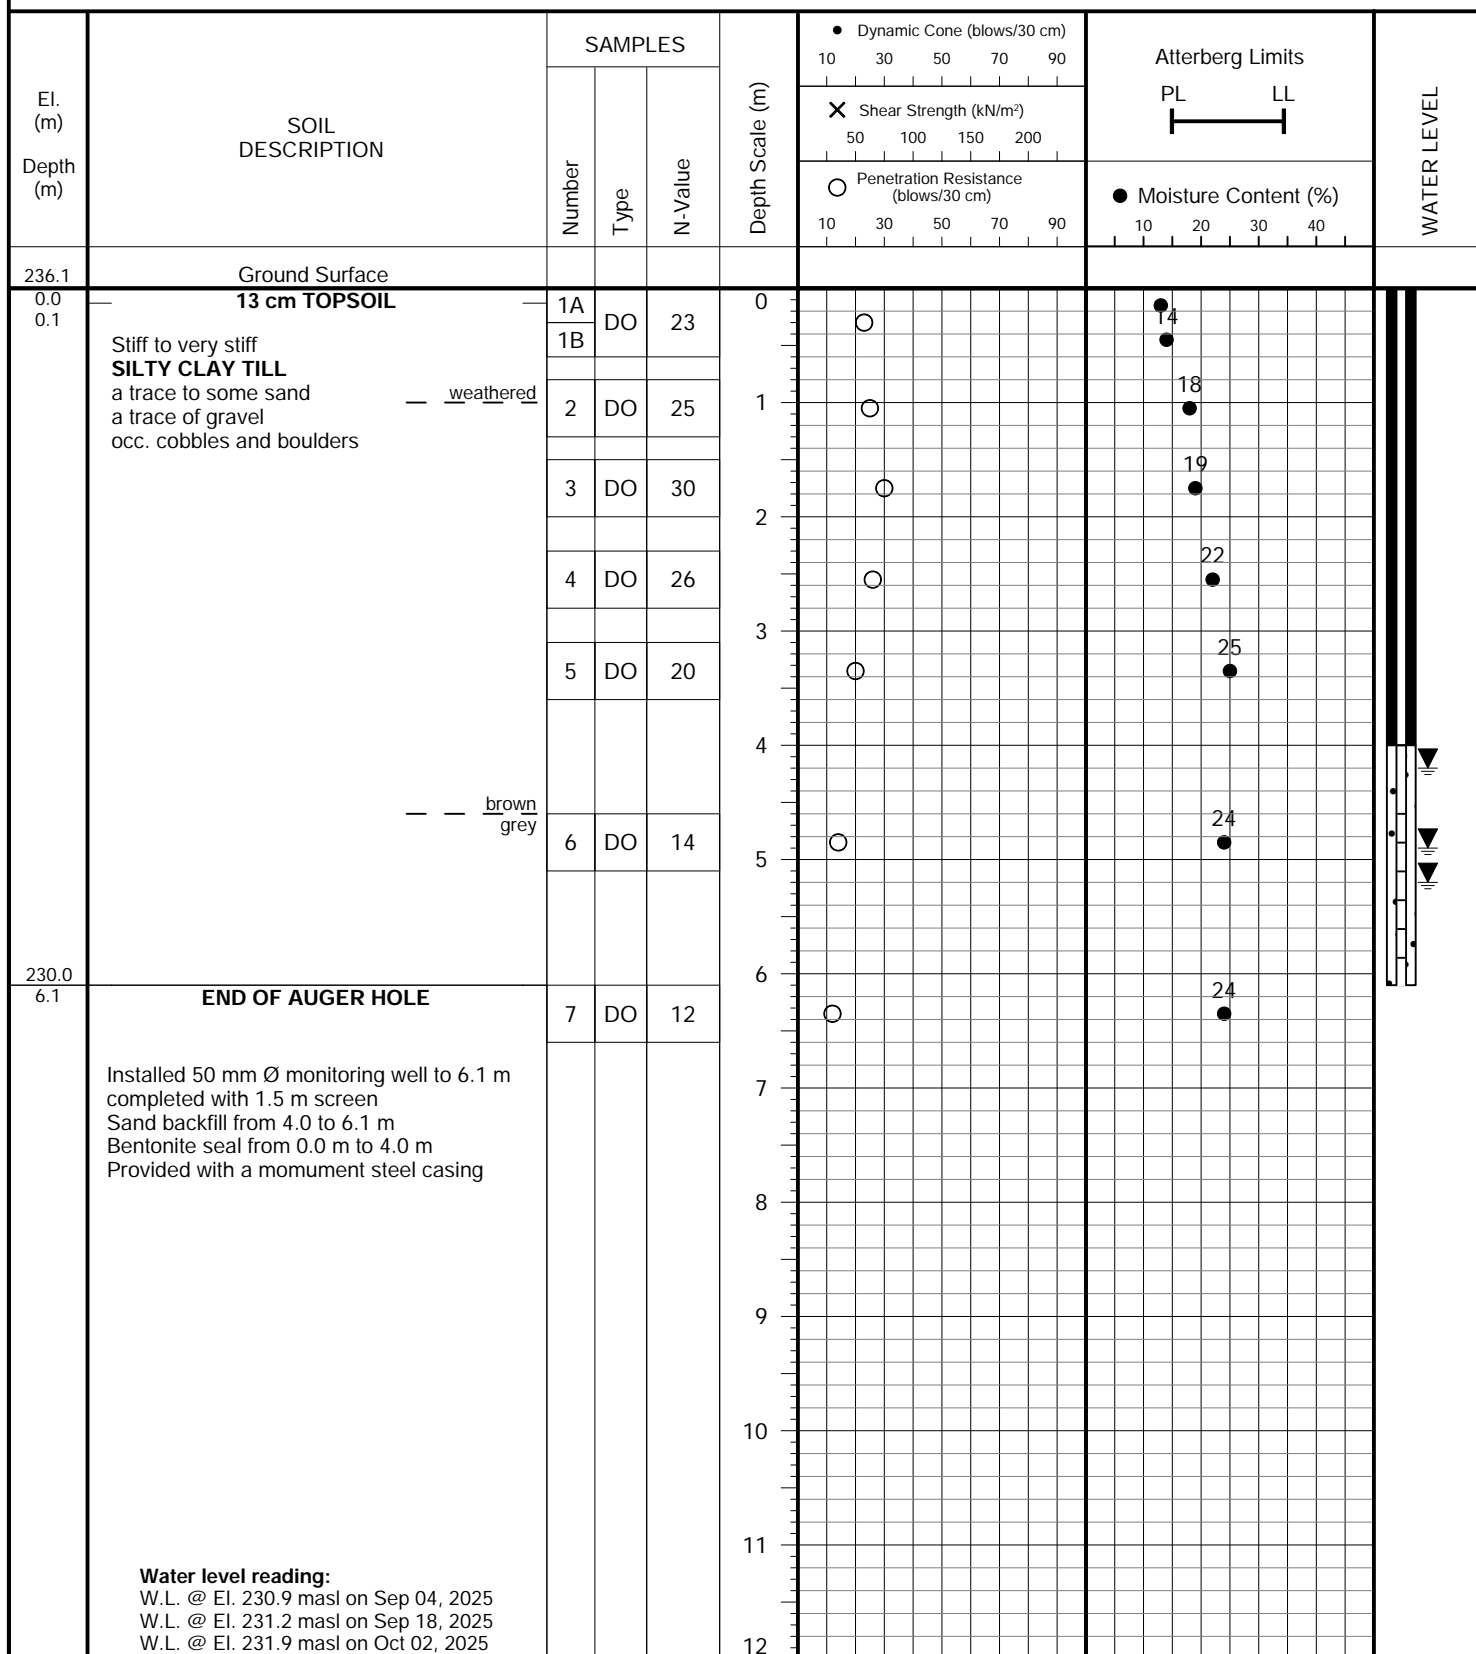 El.
(m)
Depth
(m)
SOIL
DESCRIPTION
SAMPLES
Number
Type
N-Value
Depth Scale (m)
Dynamic Cone (blows/30 cm)
10 30 50 70 90
Shear Strength (kN/m²)
50 100 150 200
Penetration Resistance
(blows/30 cm)
10 30 50 70 90
Atterberg Limits
PL LL
Moisture Content (%)
10 20 30 40
WATER LEVEL
236.1 Ground Surface
0.0 13 cm TOPSOIL
0.1
Stiff to very stiff
SILTY CLAY TILL
a trace to some sand
a trace of gravel
occ. cobbles and boulders
weathered
brown
grey
1A
1B
DO 23
2 DO 25
3 DO 30
4 DO 26
5 DO 20
6 DO 14
7 DO 12
0
1
2
3
4
5
6
7
8
9
10
11
12
14
18
19
22
25
24
24
230.0
6.1 END OF AUGER HOLE
Installed 50 mm Ø monitoring well to 6.1 m
completed with 1.5 m screen
Sand backfill from 4.0 to 6.1 m
Bentonite seal from 0.0 m to 4.0 m
Provided with a momument steel casing
Water level reading:
W.L. @ El. 230.9 masl on Sep 04, 2025
W.L. @ El. 231.2 masl on Sep 18, 2025
W.L. @ El. 231.9 masl on Oct 02, 2025